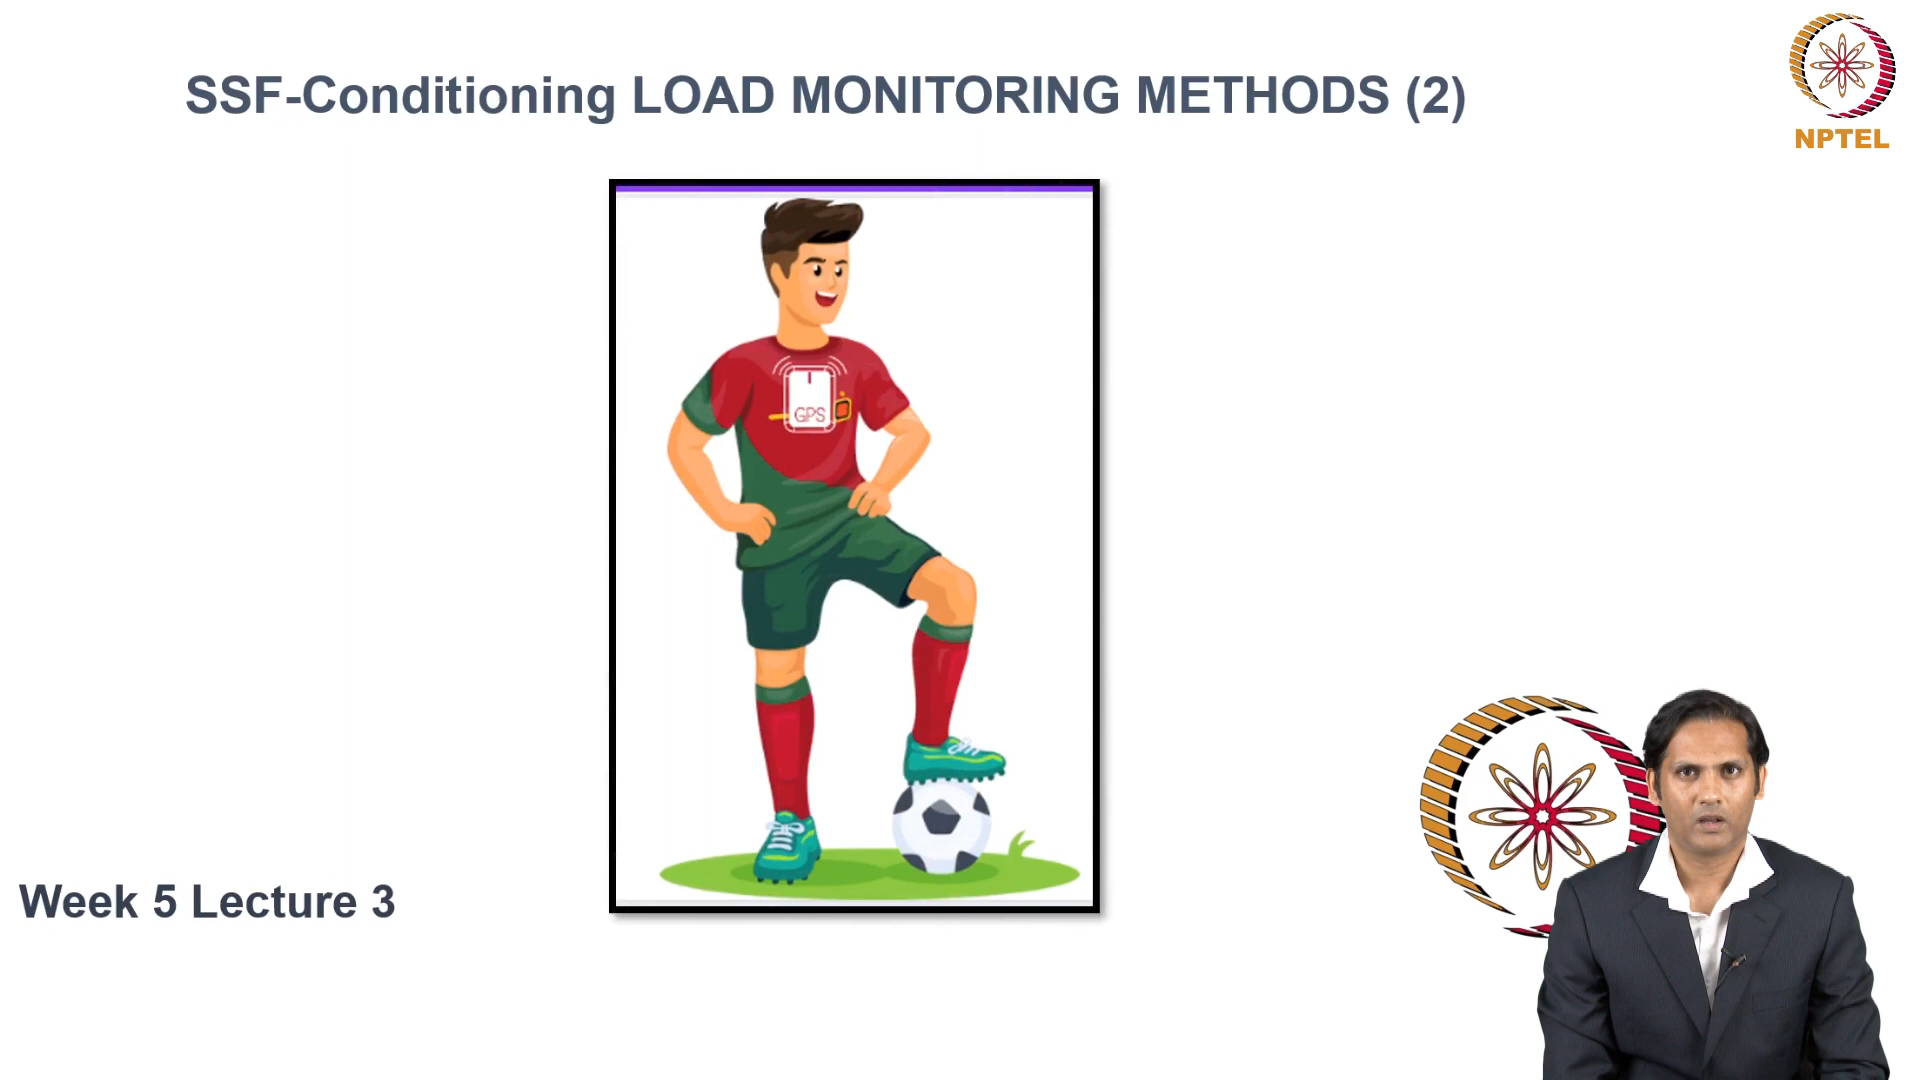 SSF-Conditioning LOAD MONITORING METHODS (2)
NPTEL
GPS
Week 5 Lecture 3